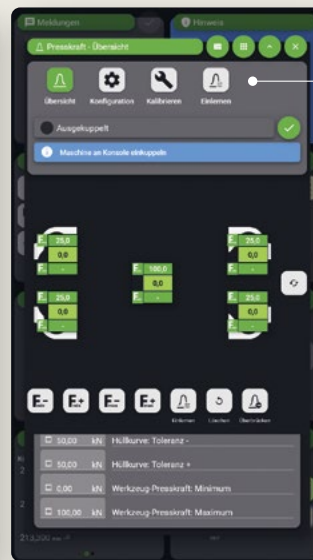 Meldungen
Hinweis
Presskraft - Übersicht
Übersicht Konfiguration Kalibrieren Einlernen
Ausgekuppelt
Maschine an Konsole einkuppeln
25,0
0,0
-
25,0
0,0
-
100,0
0,0
-
25,0
0,0
-
25,0
0,0
-
Einlernen Löschen Überbrücken
50,00 kN Hüllkurve: Toleranz -
50,00 kN Hüllkurve: Toleranz +
0,00 kN Werkzeug-Presskraft: Minimum
100,00 kN Werkzeug-Presskraft: Maximum